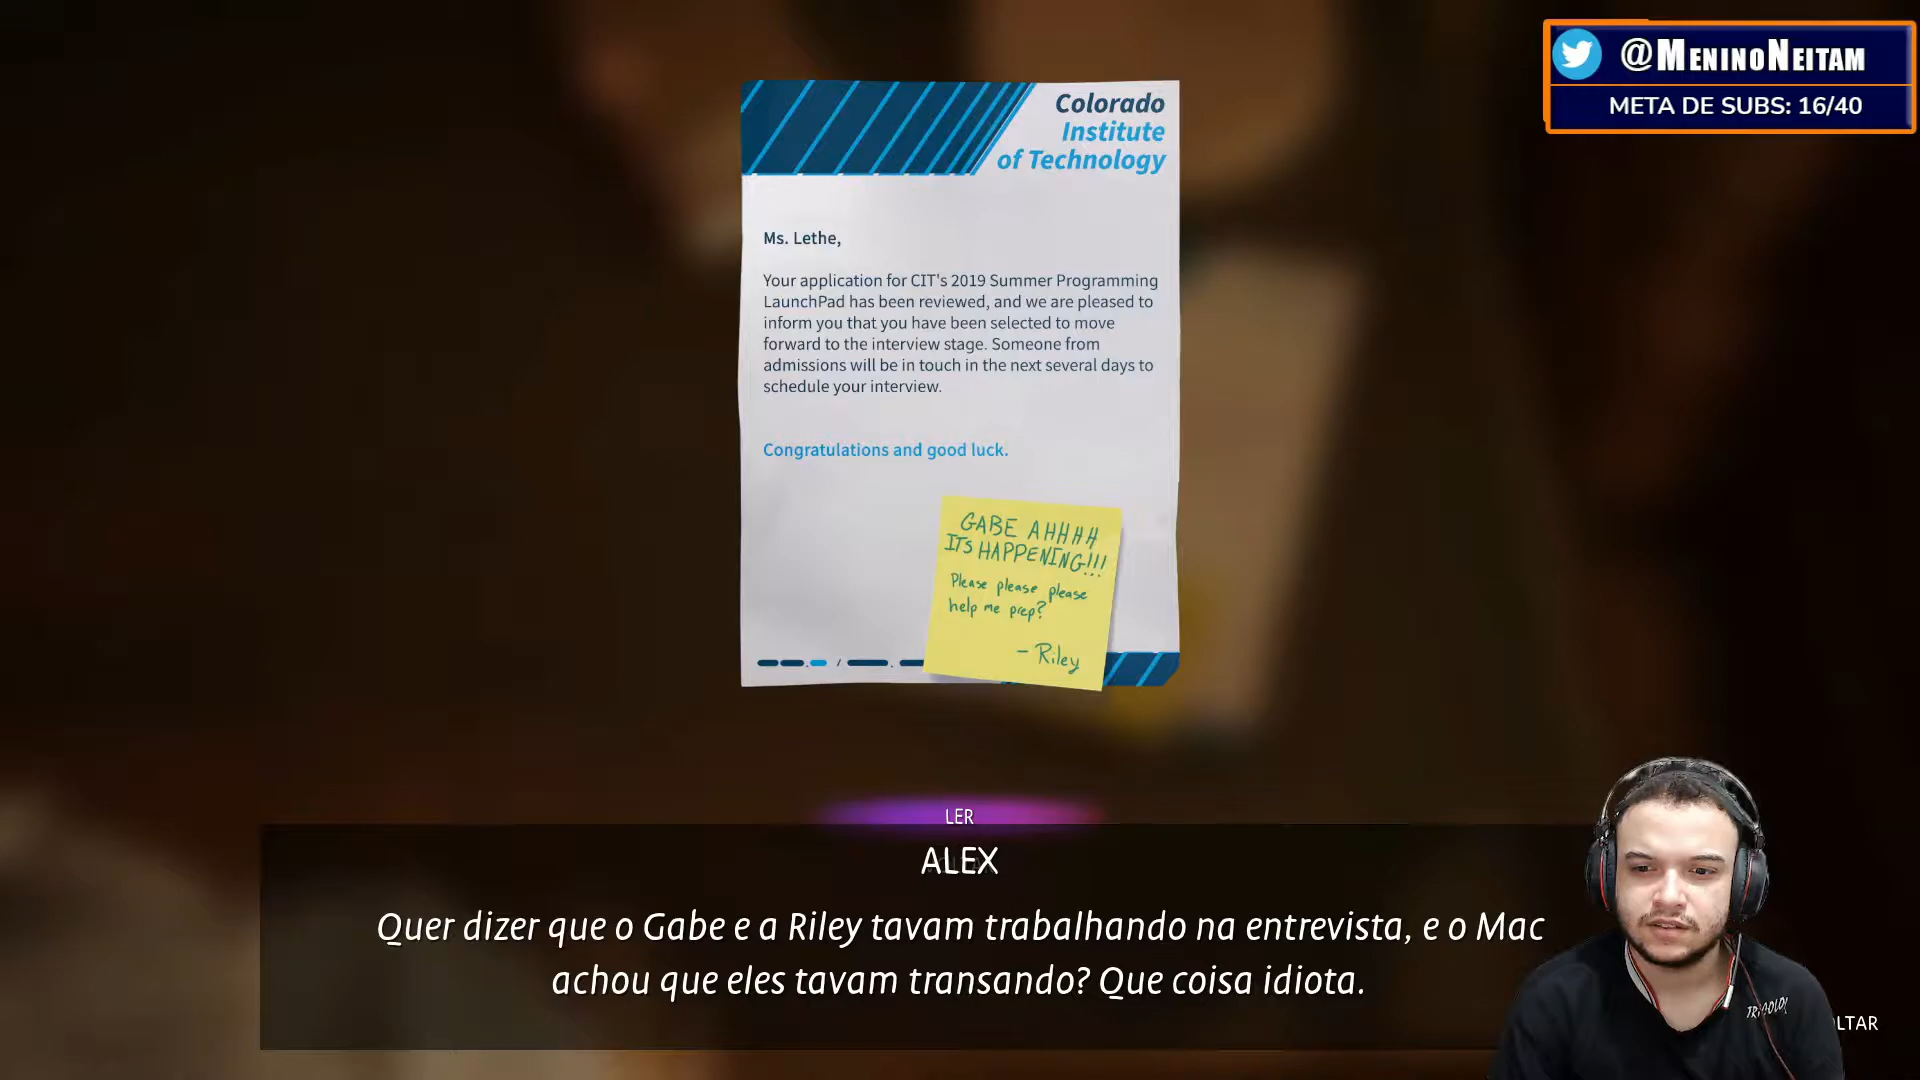 @MeninoNeitam
META DE SUBS: 16/40
Colorado
Institute
of Technology
Ms. Lethe,
Your application for CIT's 2019 Summer Programming
LaunchPad has been reviewed, and we are pleased to
inform you that you have been selected to move
forward to the interview stage. Someone from
admissions will be in touch in the next several days to
schedule your interview.
Congratulations and good luck.
GABE AHHHH
ITS HAPPENING!!!
Please please please
help me prep?
- Riley
LER
ALEX
Quer dizer que o Gabe e a Riley tavam trabalhando na entrevista, e o Mac
achou que eles tavam transando? Que coisa idiota.
LTAR